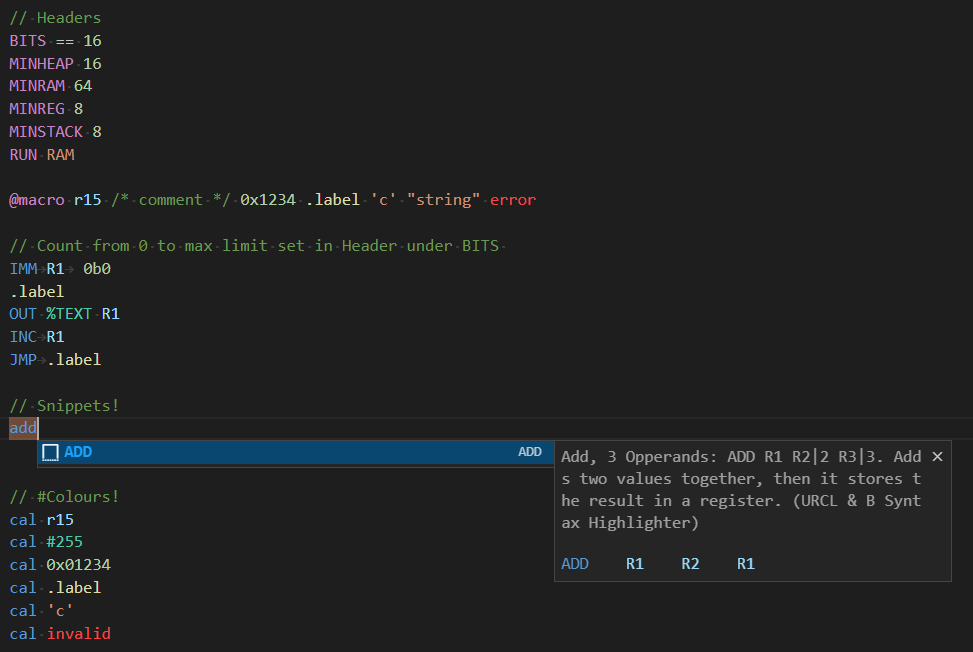 // Headers
BITS == 16
MINHEAP 16
MINRAM 64
MINREG 8
MINSTACK 8
RUN RAM
@macro r15 /* comment */ 0x1234 .label 'c' "string" error
// Count from 0 to max limit set in Header under BITS
IMM R1 0b0
.label
OUT %TEXT R1
INC R1
JMP .label
// Snippets!
add
ADD ADD
Add, 3 Opperands: ADD R1 R2|2 R3|3. Add
s two values together, then it stores t
he result in a register. (URCL & B Synt
ax Highlighter)
ADD R1 R2 R1
// #Colours!
cal r15
cal #255
cal 0x01234
cal .label
cal 'c'
cal invalid